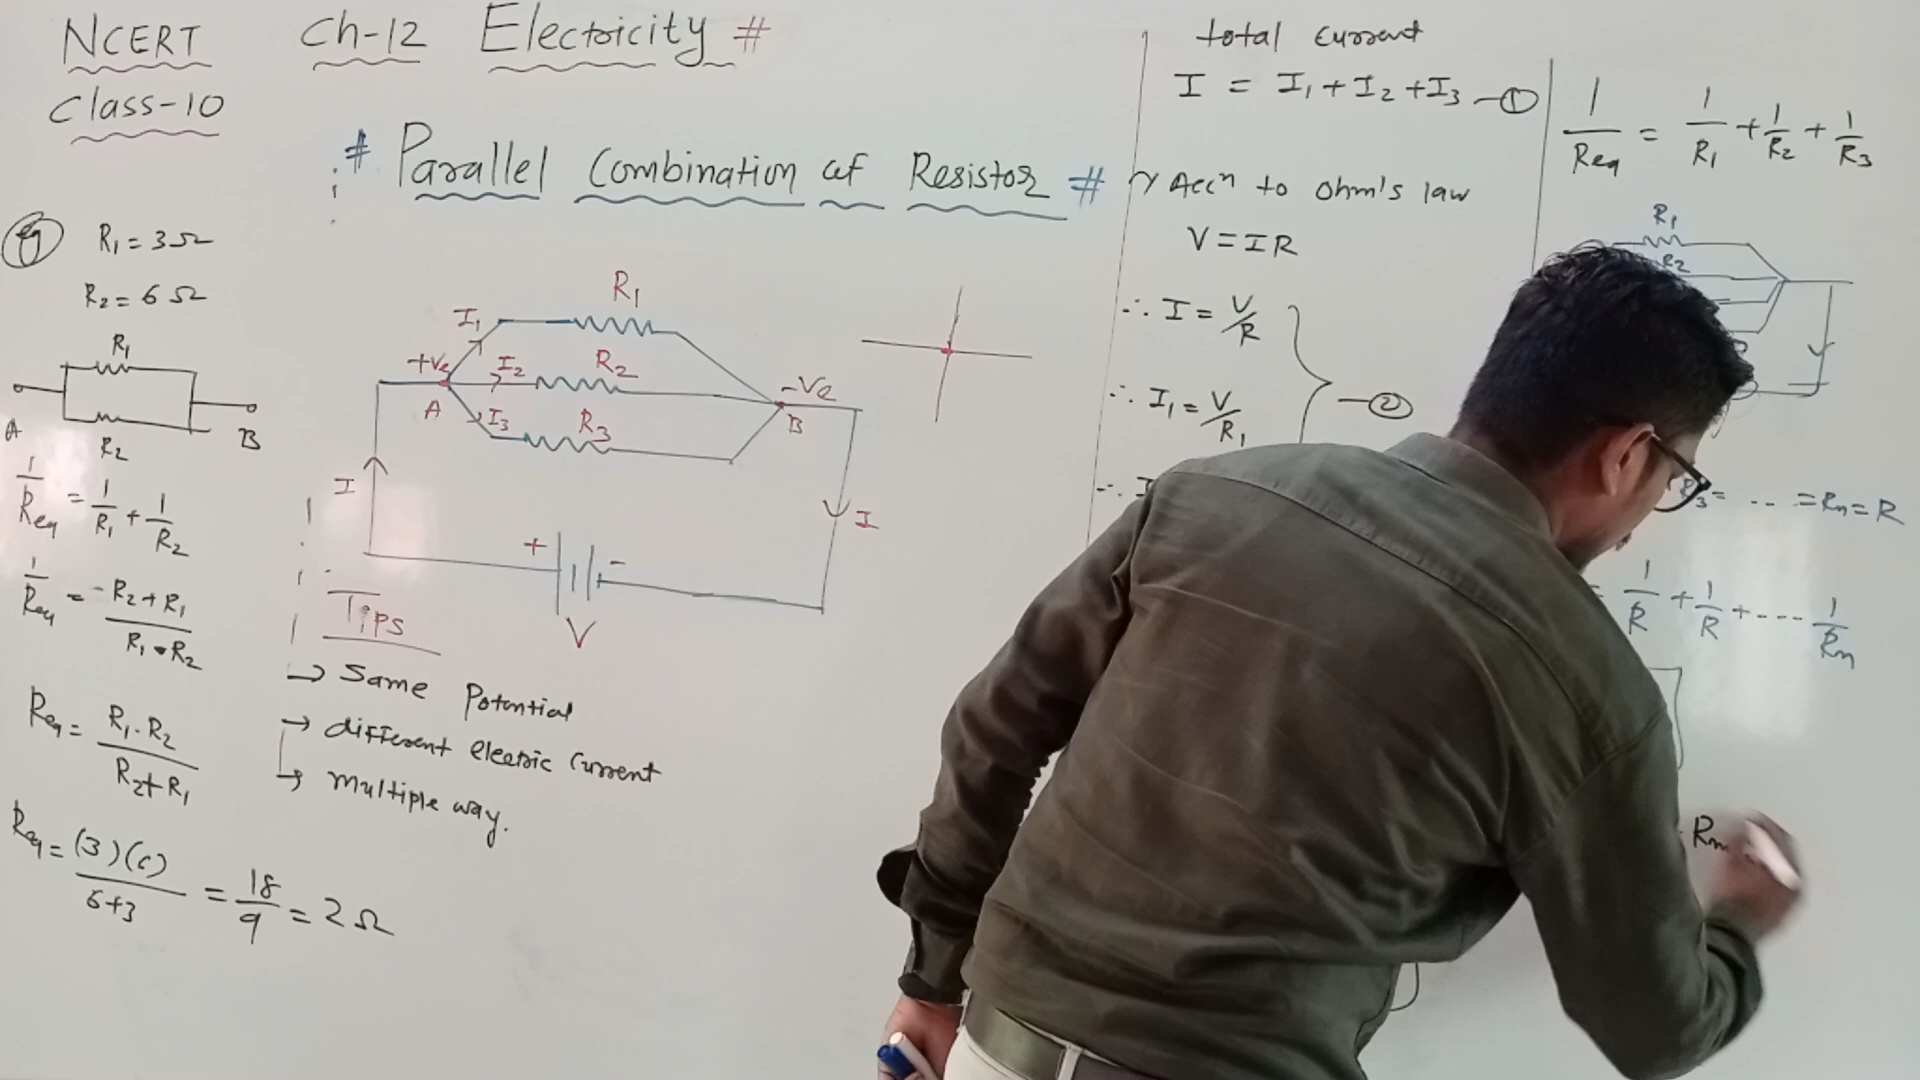 NCERT Ch-12 Electricity #
Class-10
# Parallel Combination of Resistor #
eg R₁ = 3Ω
R₂ = 6Ω
R₁
R₂
A B
1/Req = 1/R₁ + 1/R₂
1/Req = R₂ + R₁ / R₁ • R₂
Req = R₁ . R₂ / R₂ + R₁
Req = (3)(6) / 6+3 = 18/9 = 2Ω
R₁
I₁
+Ve I₂ R₂ -Ve
A I₃ R₃ B
I I
+ -
V
Tips
→ Same Potential
→ different electric current
→ multiple way.
total current
I = I₁ + I₂ + I₃ —①
Accⁿ to Ohm's law
V = IR
∴ I = V/R
∴ I₁ = V/R₁
—②
∴ I
1/Req = 1/R₁ + 1/R₂ + 1/R₃
R₁
R₂
R₃ = ... = Rn = R
= 1/R + 1/R + ---- 1/Rn